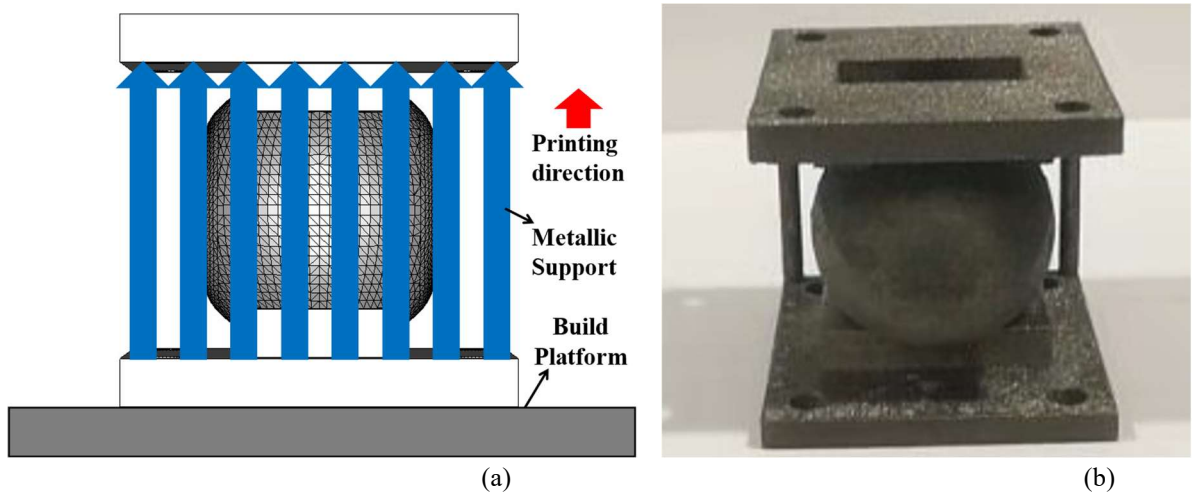 Printing
direction
Metallic
Support
Build
Platform
(a)
(b)